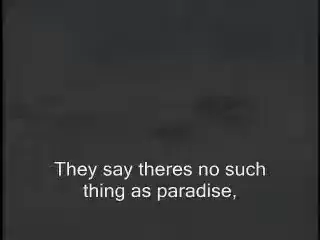 They say theres no such
thing as paradise,